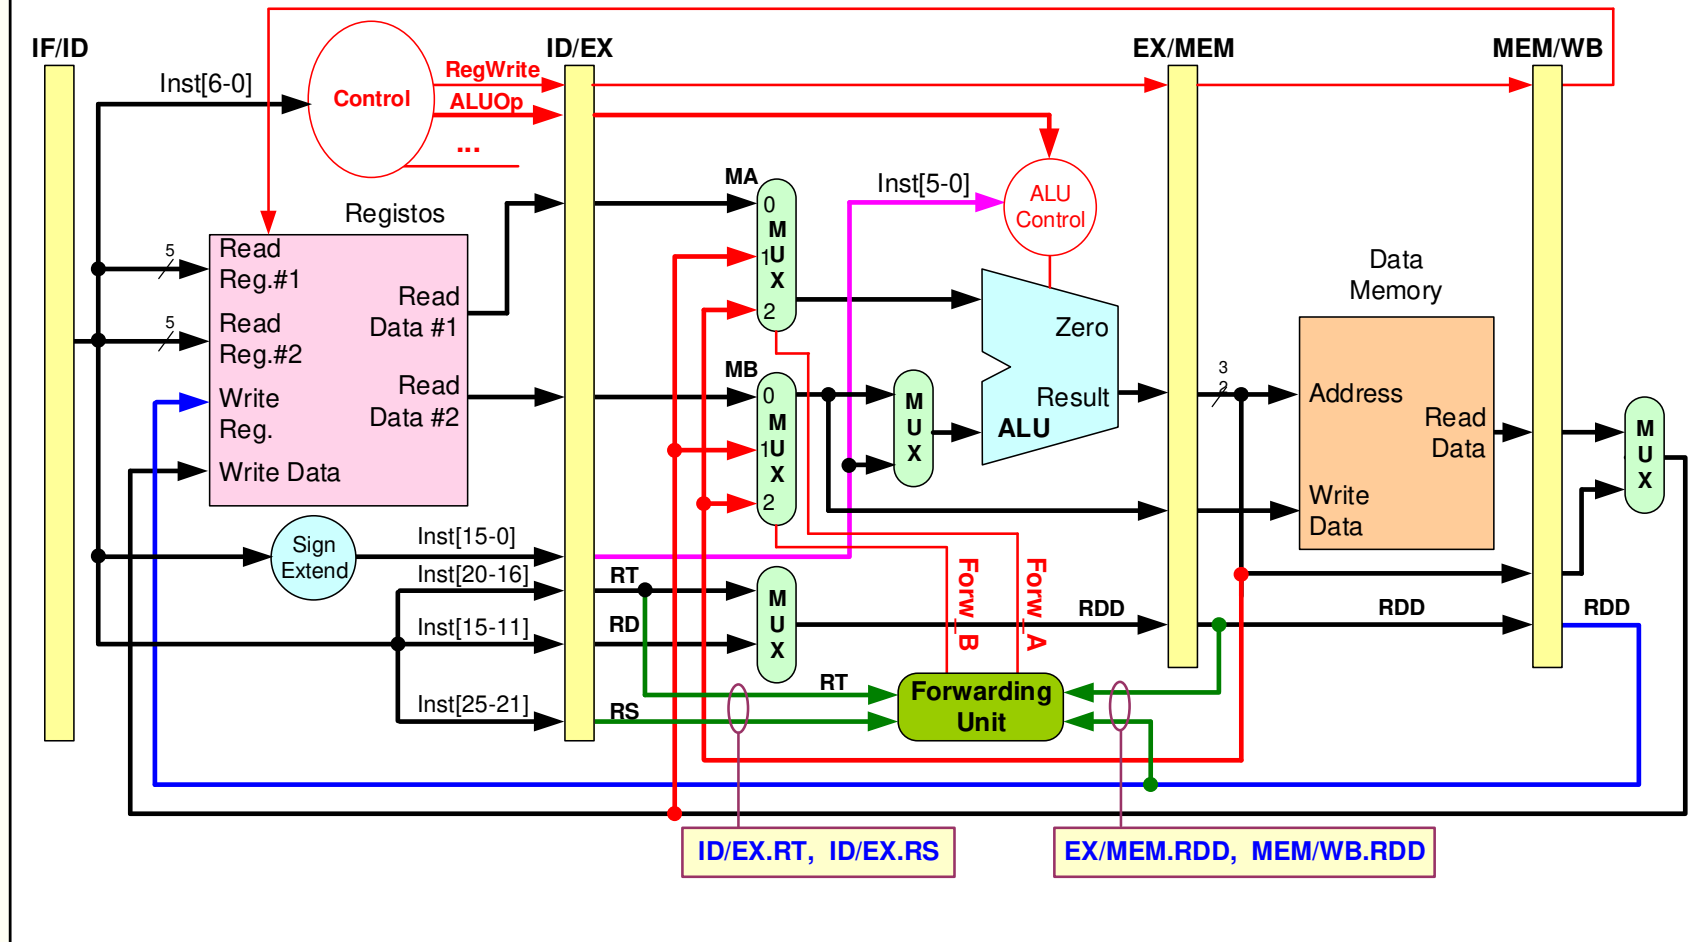 IF/ID
ID/EX
EX/MEM
MEM/WB
Inst[6-0]
Control
RegWrite
ALUOp
...
MA
Inst[5-0]
ALU
Control
Registos
0
M
1U
X
2
5
Read
Reg.#1
Read
Data #1
5
Read
Reg.#2
Read
Data #2
Write
Reg.
Write Data
MB
0
M
1U
X
2
M
U
X
Zero
Result
ALU
3
2
Data
Memory
Address
Read
Data
Write
Data
M
U
X
Sign
Extend
Inst[15-0]
Inst[20-16]
Inst[15-11]
Inst[25-21]
RT
RD
RS
M
U
X
RT
Forw_B
Forw_A
RDD
RDD
RDD
Forwarding
Unit
ID/EX.RT, ID/EX.RS
EX/MEM.RDD, MEM/WB.RDD